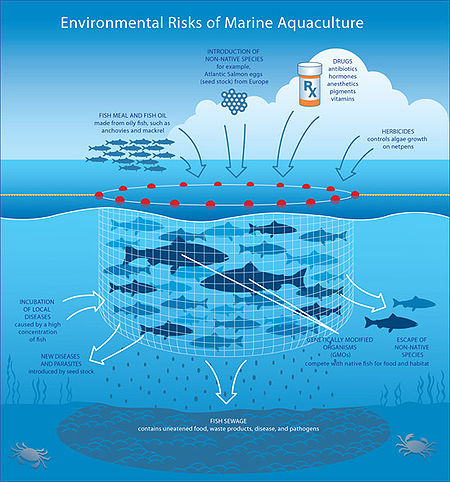 Environmental Risks of Marine Aquaculture
INTRODUCTION OF
NON-NATIVE SPECIES
for example,
Atlantic Salmon eggs
(seed stock) from Europe
DRUGS
antibiotics
hormones
anesthetics
pigments
vitamins
Rx
FISH MEAL AND FISH OIL
made from oily fish, such as
anchovies and mackrel
HERBICIDES
controls algae growth
on netpens
INCUBATION
OF LOCAL
DISEASES
caused by a high
concentration
of fish
NEW DISEASES
AND PARASITES
introduced by seed stock
GENETICALLY MODIFIED
ORGANISMS
(GMOs)
compete with native fish for food and habitat
ESCAPE OF
NON-NATIVE
SPECIES
FISH SEWAGE
contains uneatened food, waste products, disease, and pathogens